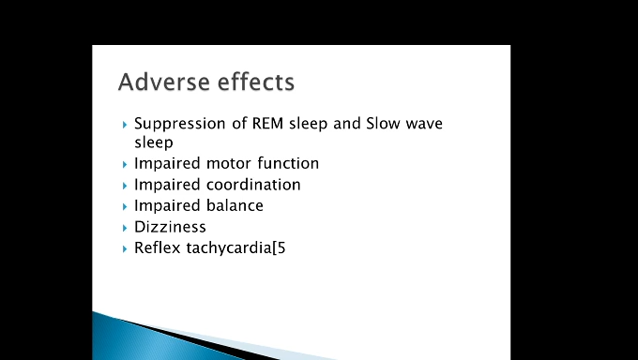 Adverse effects
Suppression of REM sleep and Slow wave
sleep
Impaired motor function
Impaired coordination
Impaired balance
Dizziness
Reflex tachycardia[5